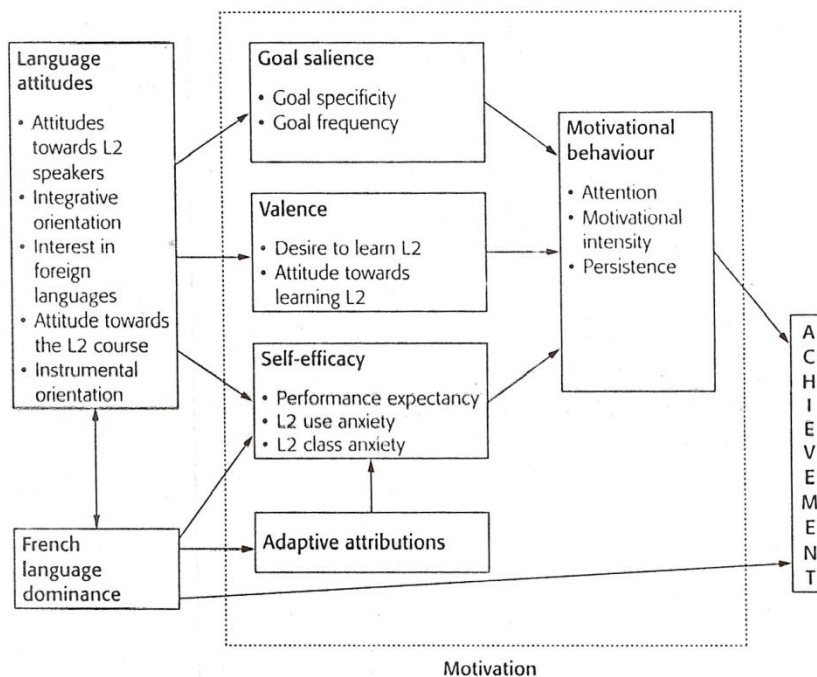 Language
attitudes
• Attitudes
towards L2
speakers
• Integrative
orientation
• Interest in
foreign
languages
• Attitude towards
the L2 course
• Instrumental
orientation
French
language
dominance
Goal salience
• Goal specificity
• Goal frequency
Valence
• Desire to learn L2
• Attitude towards
learning L2
Self-efficacy
• Performance expectancy
• L2 use anxiety
• L2 class anxiety
Adaptive attributions
Motivational
behaviour
• Attention
• Motivational
intensity
• Persistence
A
C
H
I
E
V
E
M
E
N
T
Motivation